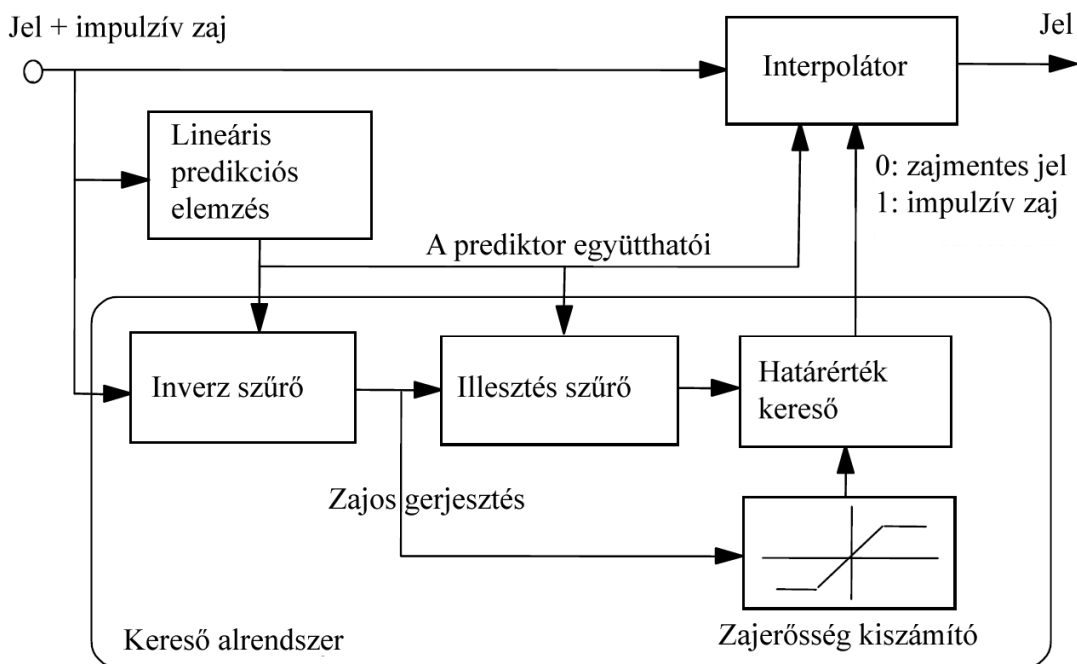 Jel + impulzív zaj
Jel
Interpolátor
Lineáris
predikciós
elemzés
0: zajmentes jel
1: impulzív zaj
A prediktor együtthatói
Inverz szűrő
Illesztés szűrő
Határérték
kereső
Zajos gerjesztés
Kereső alrendszer
Zajerősség kiszámító